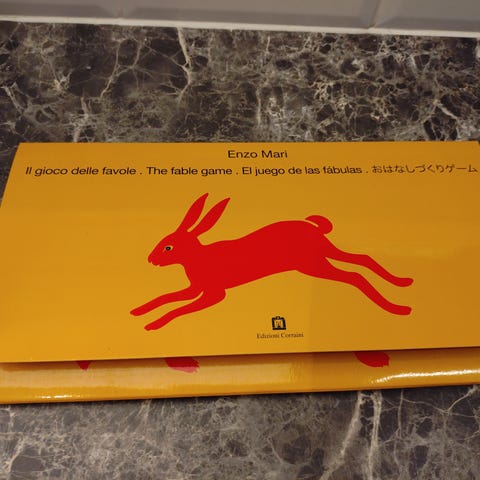 Enzo Mari
Il gioco delle favole . The fable game . El juego de las fábulas . おはなしづくりゲーム
Edizioni Corraini